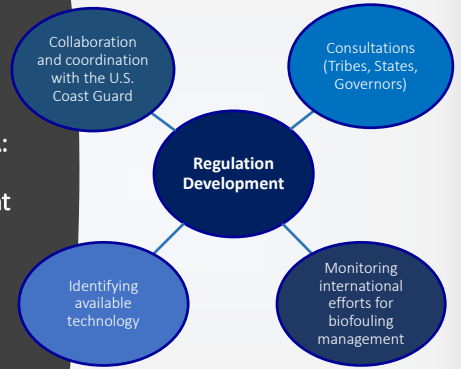 Collaboration
and coordination
with the U.S.
Coast Guard
Consultations
(Tribes, States,
Governors)
:
t
Regulation
Development
Identifying
available
technology
Monitoring
international
efforts for
biofouling
management